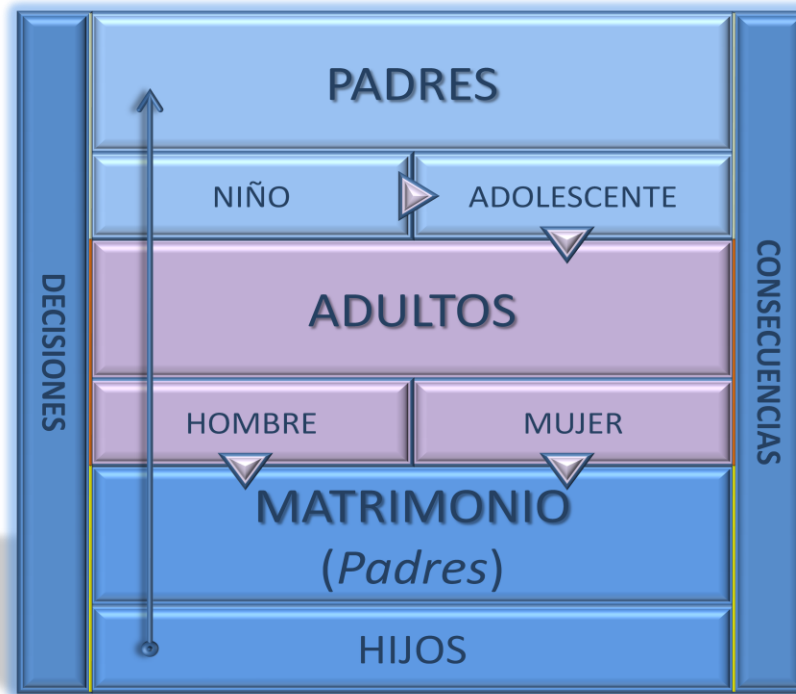 PADRES
NIÑO
ADOLESCENTE
DECISIONES
ADULTOS
CONSECUENCIAS
HOMBRE
MUJER
MATRIMONIO
(Padres)
HIJOS